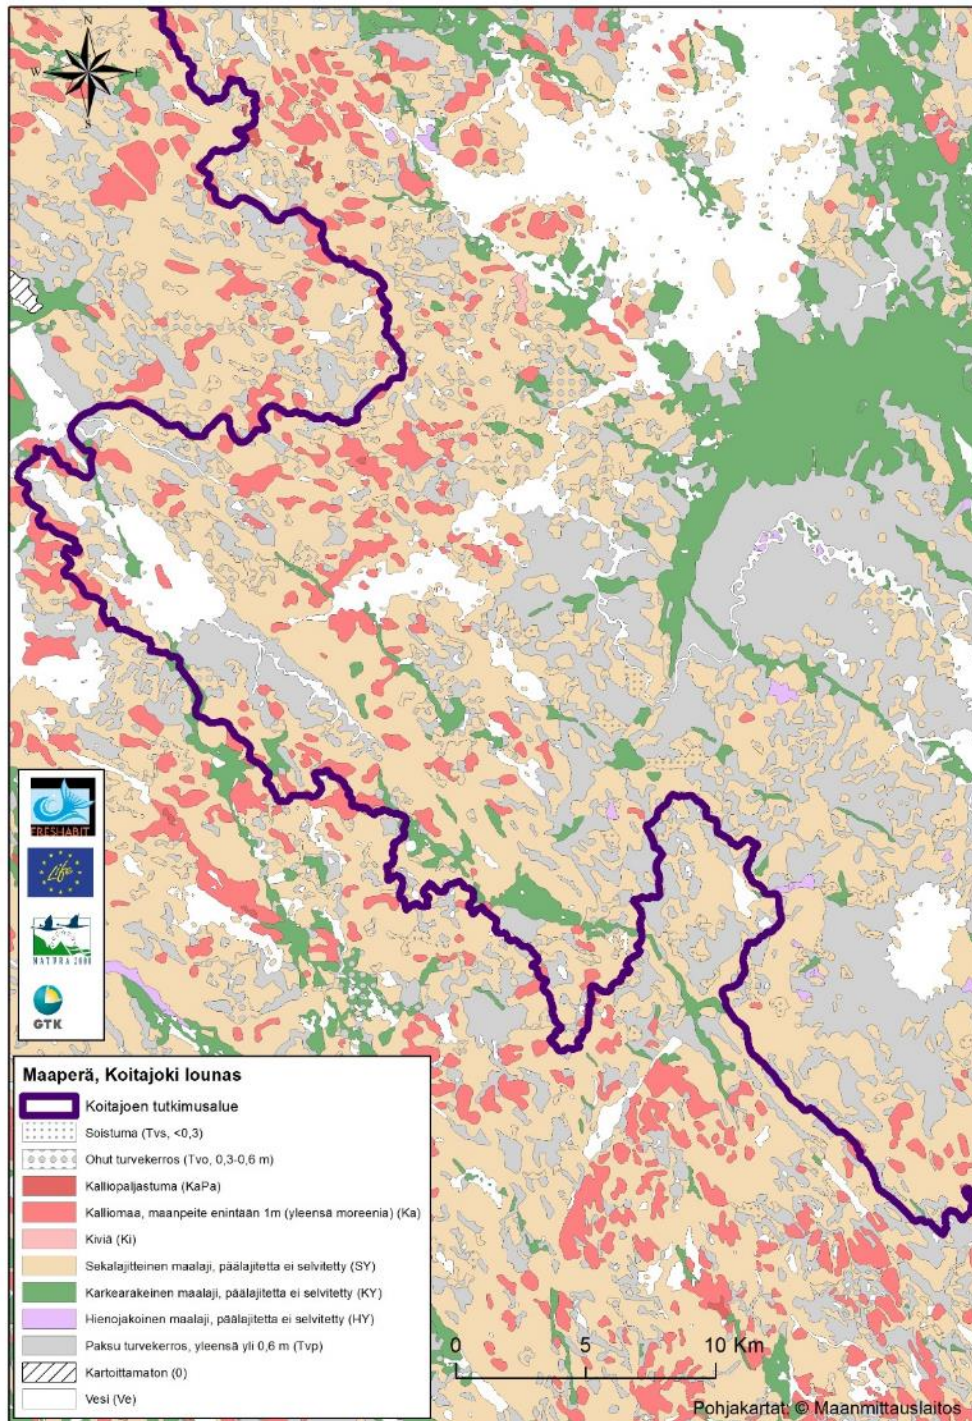 N
W
E
S
FRESHABIT
Life
NATURA 2000
GTK
Maaperä, Koitajoki lounas
Koitajoen tutkimusalue
Soistuma (Tvs, <0,3)
Ohut turvekerros (Tvo, 0,3-0,6 m)
Kalliopaljastuma (KaPa)
Kalliomaa, maanpeite enintään 1m (yleensä moreenia) (Ka)
Kiviä (Ki)
Sekalajitteinen maalaji, päälajitetta ei selvitetty (SY)
Karkearakeinen maalaji, päälajitetta ei selvitetty (KY)
Hienojakoinen maalaji, päälajitetta ei selvitetty (HY)
Paksu turvekerros, yleensä yli 0,6 m (Tvp)
Kartoittamaton (0)
Vesi (Ve)
0 5 10 Km
Pohjakartat: © Maanmittauslaitos